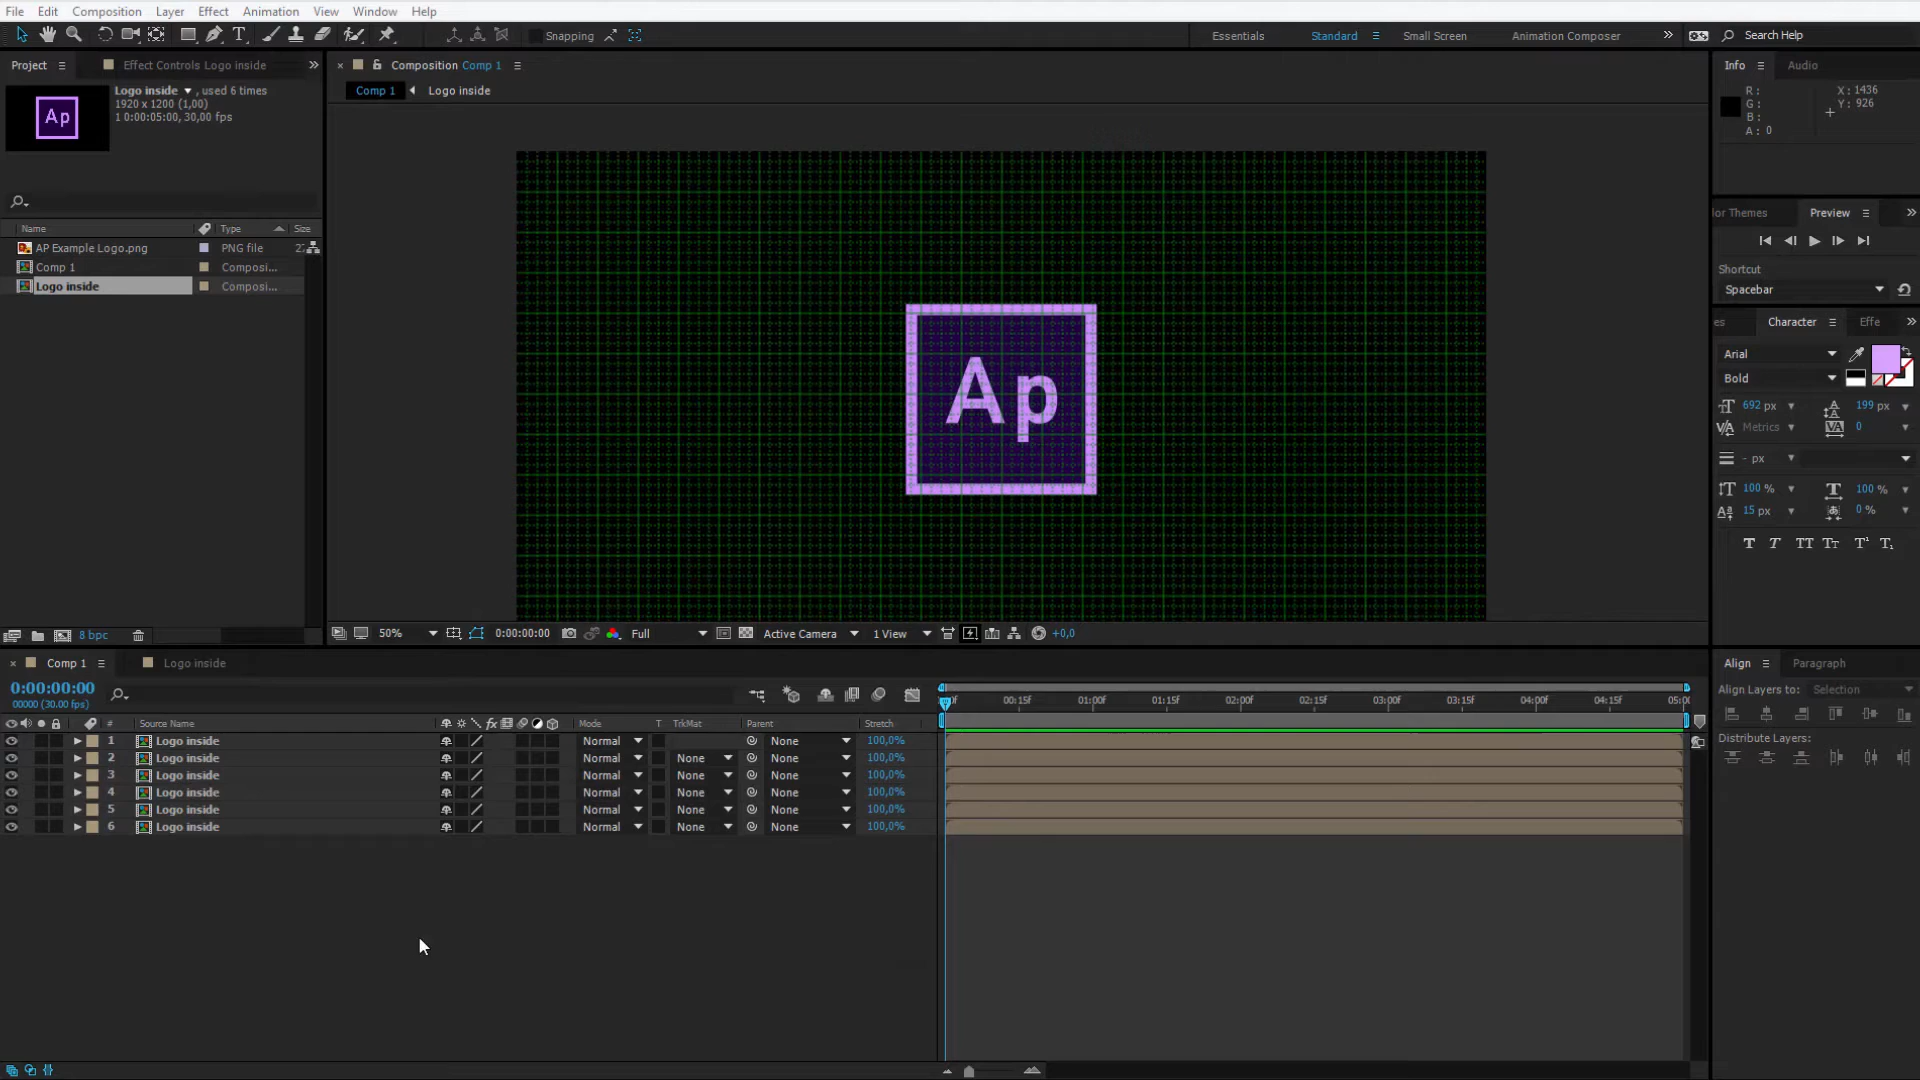 File Edit Composition Layer Effect Animation View Window Help
Snapping
Essentials Standard Small Screen Animation Composer Search Help
Project Effect Controls Logo inside
Composition Comp 1
Info Audio
Comp 1 Logo inside
Logo inside , used 6 times
1920 x 1200 (1,00)
1 0:00:05:00, 30,00 fps
Ap
R :
G :
B :
A : 0
X : 1436
Y : 926
lor Themes Preview
Shortcut
Spacebar
Name Type Size
AP Example Logo.png PNG file
Comp 1 Composi...
Logo inside Composi...
Ap
es Character Effe
Arial
Bold
692 px 199 px
Metrics 0
- px
100 % 100 %
15 px 0 %
T T TT Tt T¹ T₁
8 bpc
50% 0:00:00:00 Full Active Camera 1 View +0,0
Comp 1 Logo inside
Align Paragraph
0:00:00:00
00000 (30.00 fps)
Align Layers to: Selection
Distribute Layers:
00:15f 01:00f 01:15f 02:00f 02:15f 03:00f 03:15f 04:00f 04:15f
# Source Name Mode T TrkMat Parent Stretch
1 Logo inside Normal None 100,0%
2 Logo inside Normal None None 100,0%
3 Logo inside Normal None None 100,0%
4 Logo inside Normal None None 100,0%
5 Logo inside Normal None None 100,0%
6 Logo inside Normal None None 100,0%